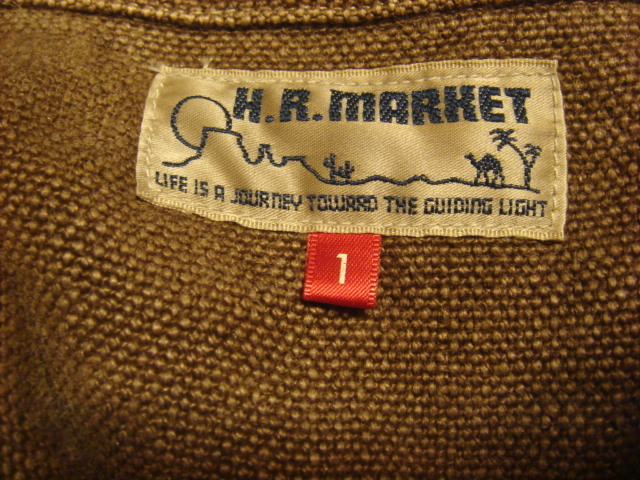 H.R.MARKET
LIFE IS A JOURNEY TOWARD THE GUIDING LIGHT
1